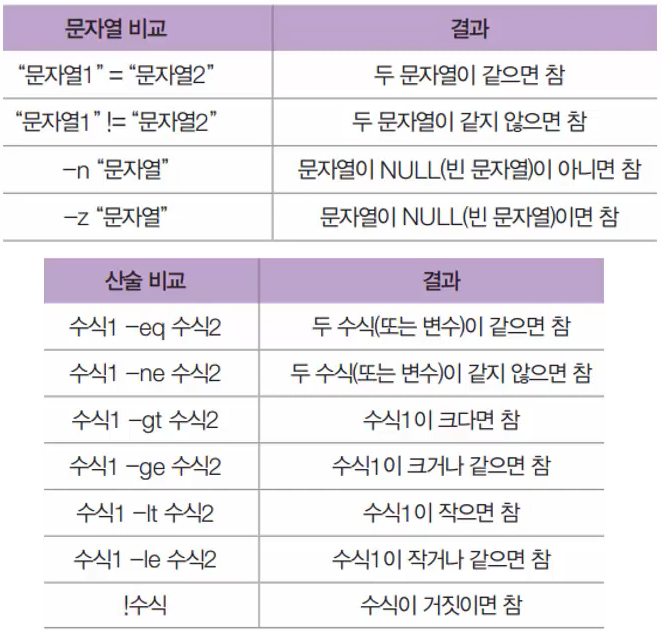 문자열 비교 결과
“문자열1” = “문자열2” 두 문자열이 같으면 참
“문자열1” != “문자열2” 두 문자열이 같지 않으면 참
-n “문자열” 문자열이 NULL(빈 문자열)이 아니면 참
-z “문자열” 문자열이 NULL(빈 문자열)이면 참
산술 비교 결과
수식1 -eq 수식2 두 수식(또는 변수)이 같으면 참
수식1 -ne 수식2 두 수식(또는 변수)이 같지 않으면 참
수식1 -gt 수식2 수식1이 크다면 참
수식1 -ge 수식2 수식1이 크거나 같으면 참
수식1 -lt 수식2 수식1이 작으면 참
수식1 -le 수식2 수식1이 작거나 같으면 참
!수식 수식이 거짓이면 참